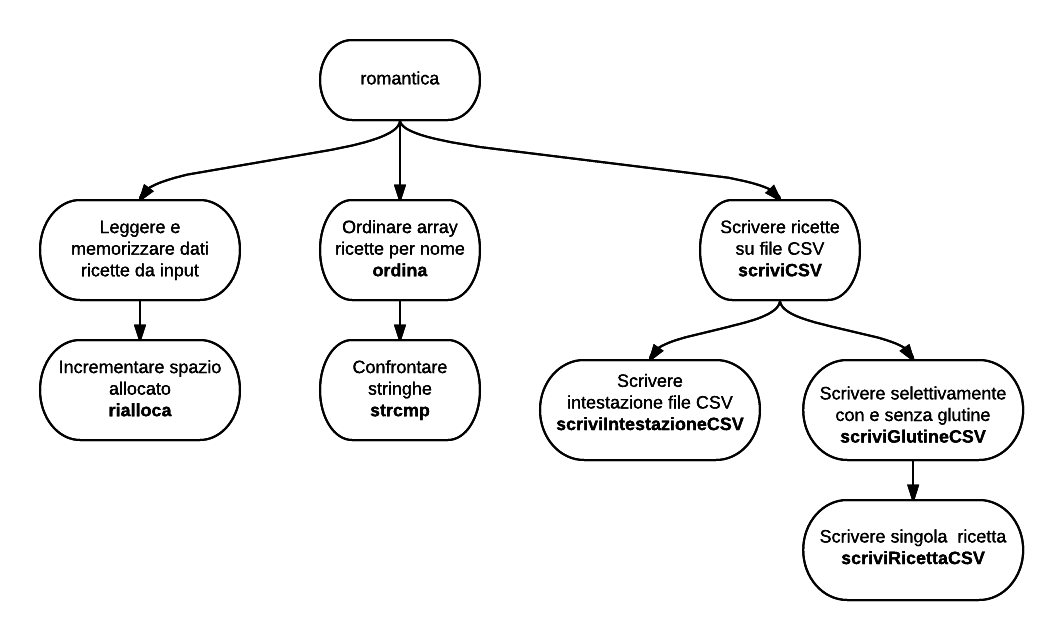 romantica
Leggere e
memorizzare dati
ricette da input
Ordinare array
ricette per nome
ordina
Scrivere ricette
su file CSV
scriviCSV
Incrementare spazio
allocato
rialloca
Confrontare
stringhe
strcmp
Scrivere
intestazione file CSV
scriviIntestazioneCSV
Scrivere selettivamente
con e senza glutine
scriviGlutineCSV
Scrivere singola ricetta
scriviRicettaCSV